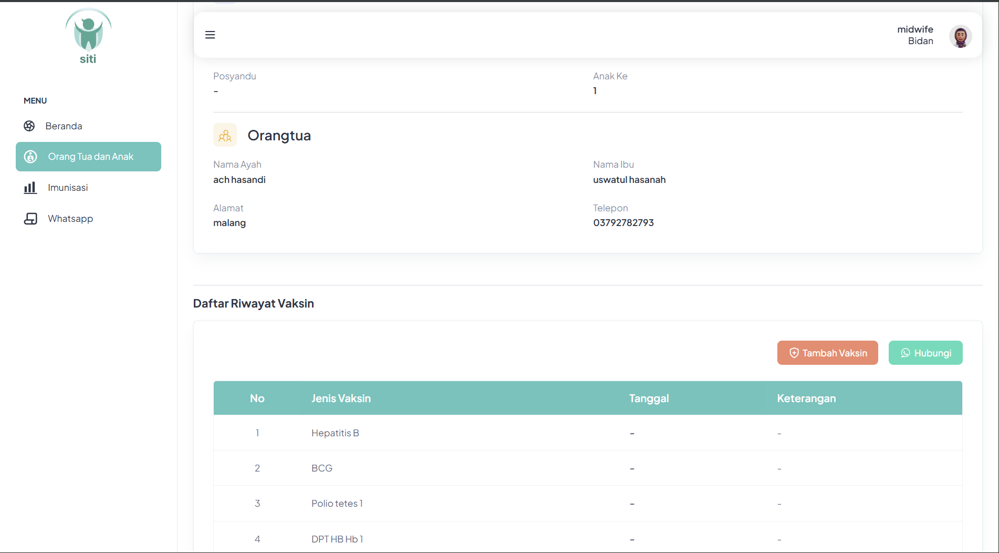 siti
MENU
Beranda
Orang Tua dan Anak
Imunisasi
Whatsapp
midwife
Bidan
Posyandu
-
Anak Ke
1
Orangtua
Nama Ayah
ach hasandi
Nama Ibu
uswatul hasanah
Alamat
malang
Telepon
03792782793
Daftar Riwayat Vaksin
Tambah Vaksin Hubungi
No Jenis Vaksin Tanggal Keterangan
1 Hepatitis B - -
2 BCG - -
3 Polio tetes 1 - -
4 DPT HB Hb 1 - -